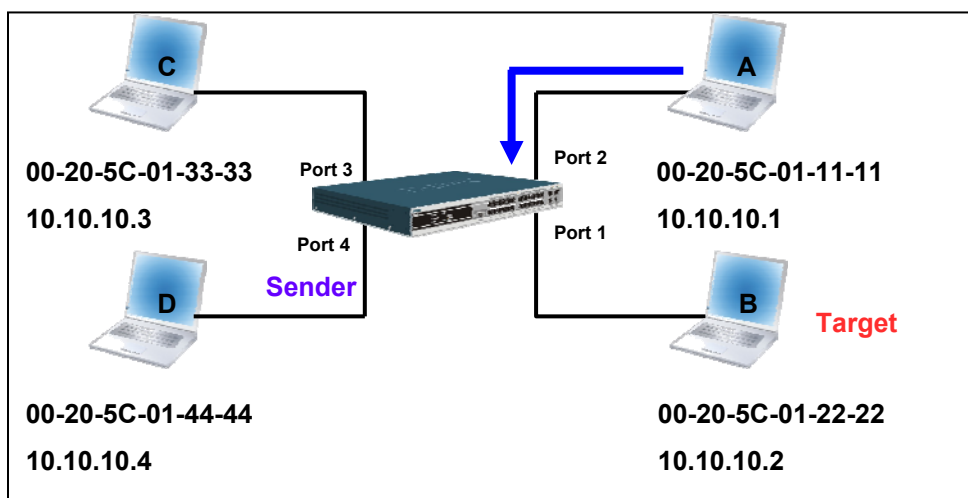 C
A
00-20-5C-01-33-33
10.10.10.3
Port 3
Port 2
00-20-5C-01-11-11
10.10.10.1
Port 4
Port 1
Sender
D
B
Target
00-20-5C-01-44-44
10.10.10.4
00-20-5C-01-22-22
10.10.10.2